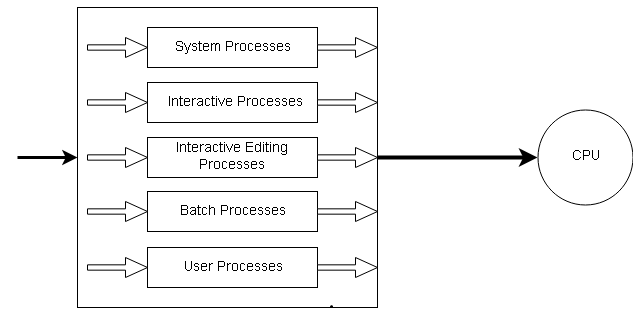 System Processes
Interactive Processes
Interactive Editing
Processes
CPU
Batch Processes
User Processes